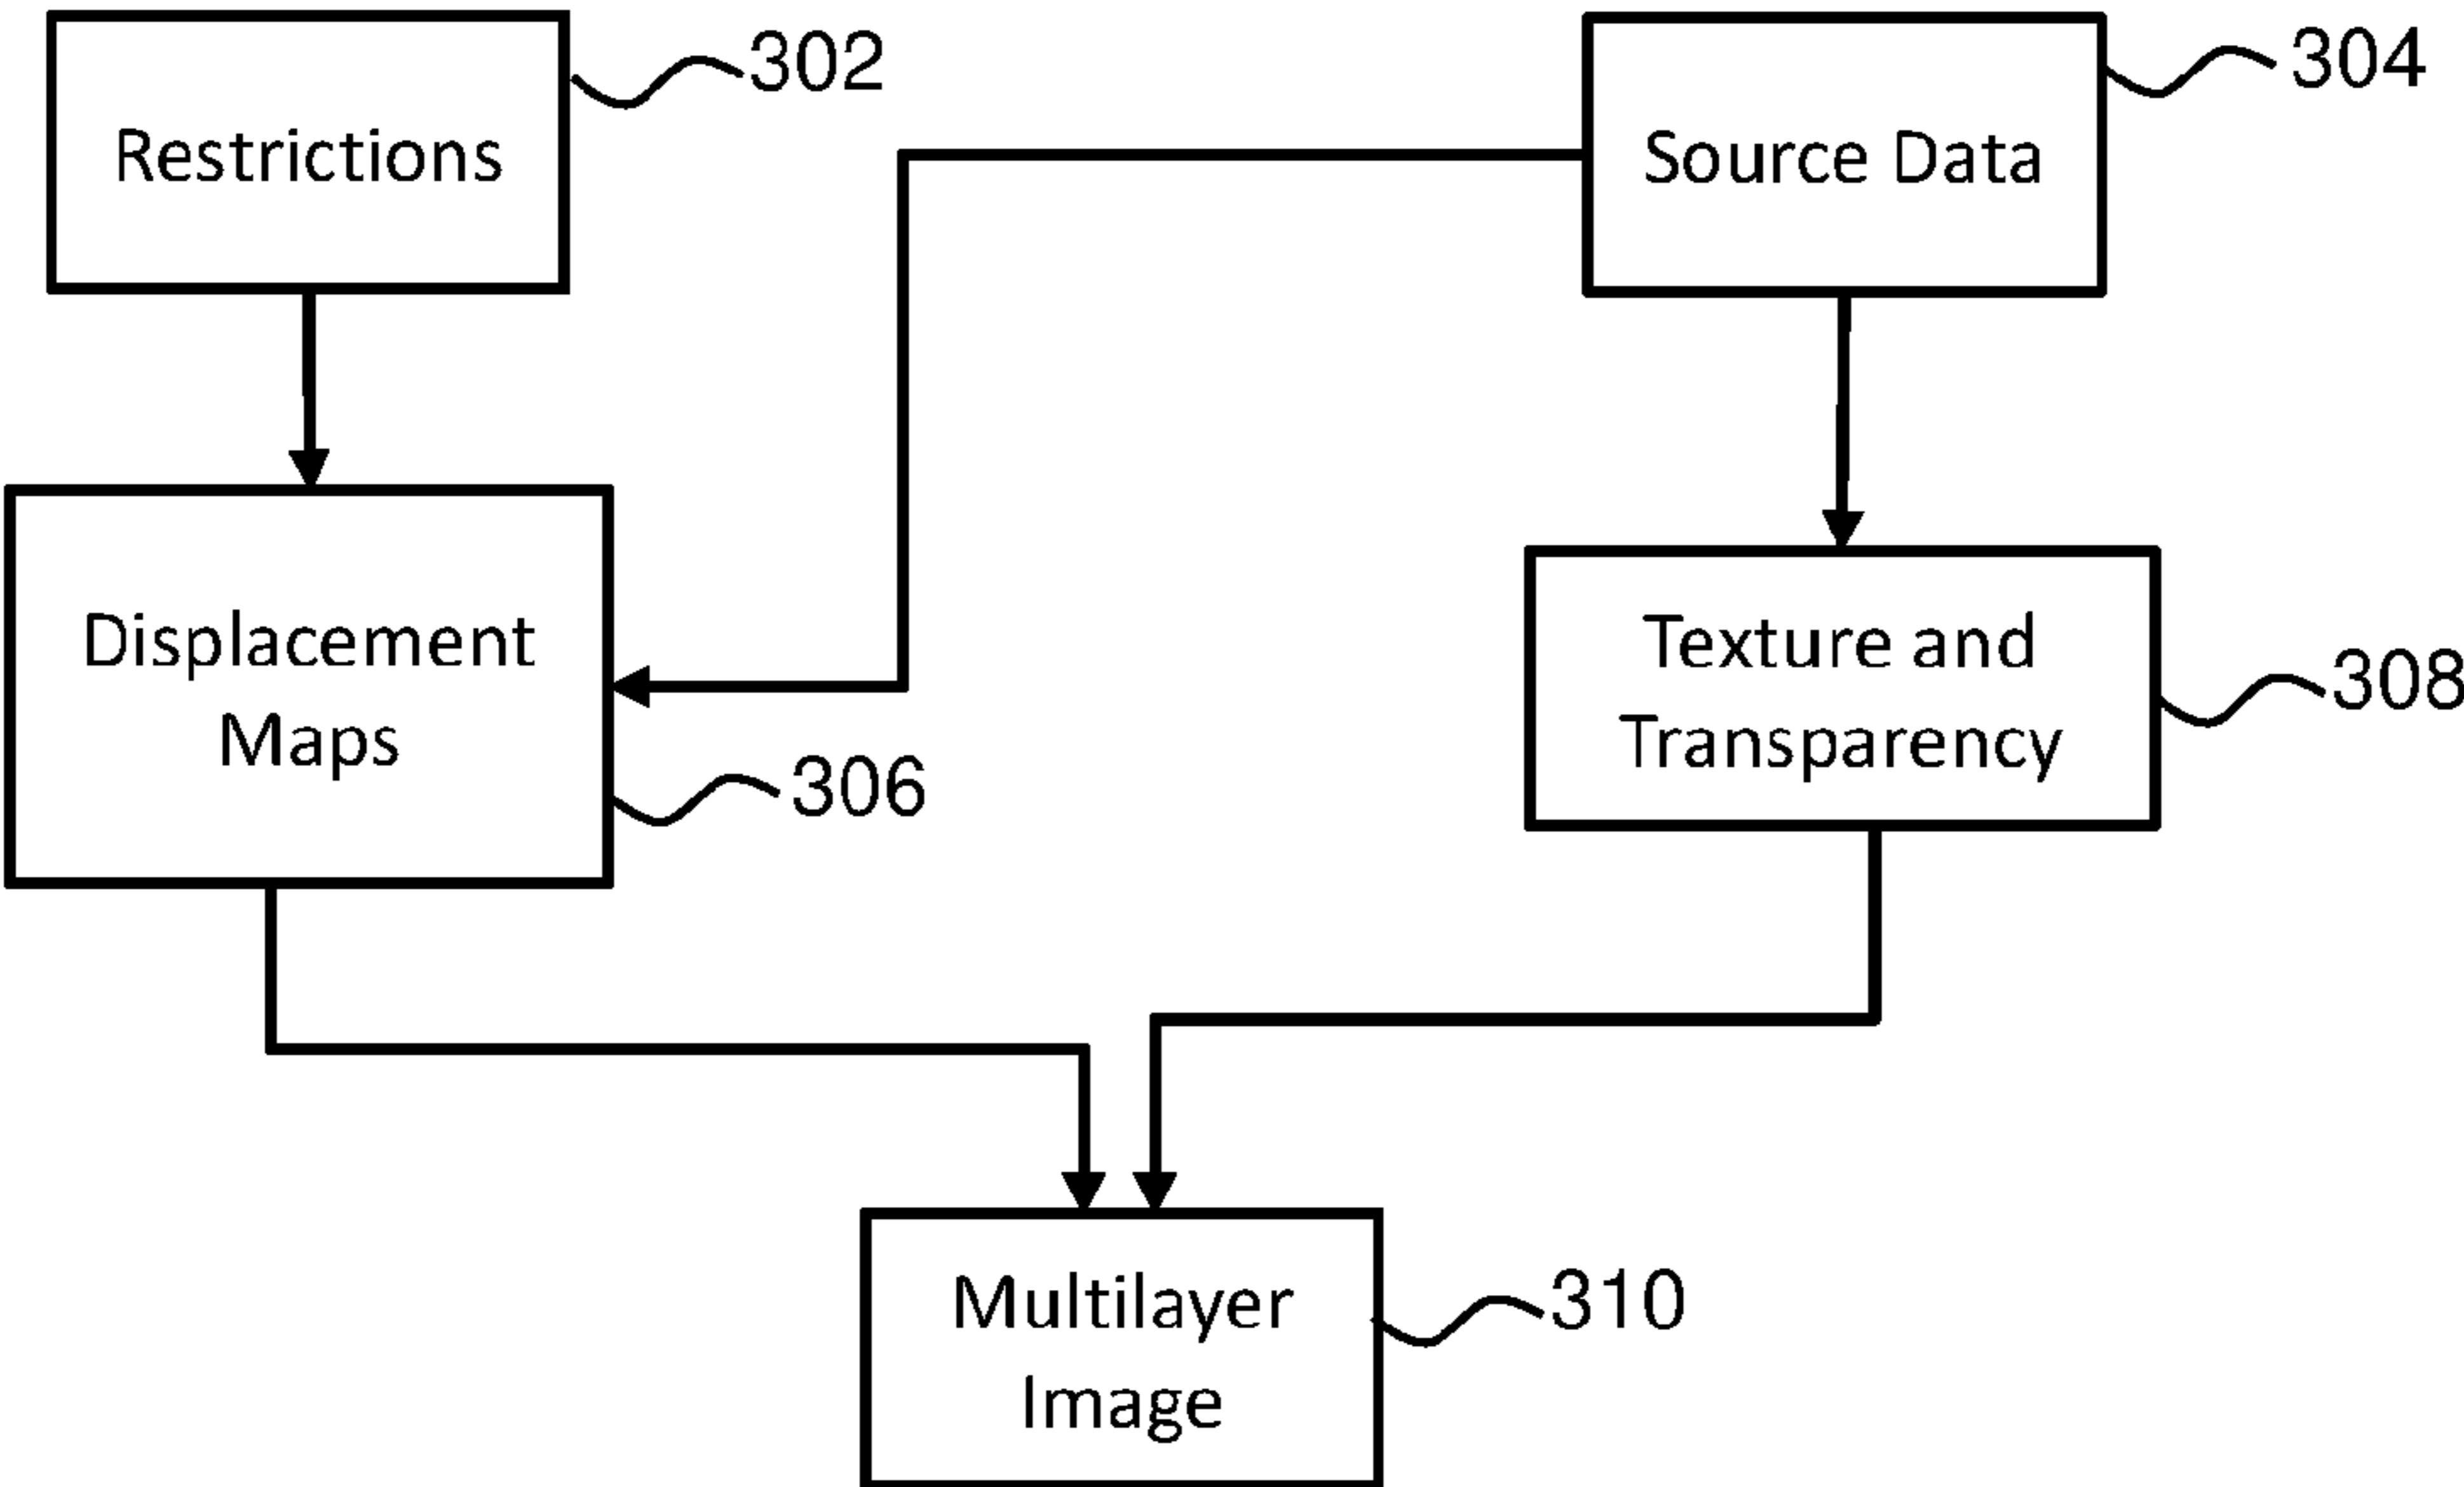 Restrictions
302
Source Data
304
Displacement
Maps
306
Texture and
Transparency
308
Multilayer
Image
310